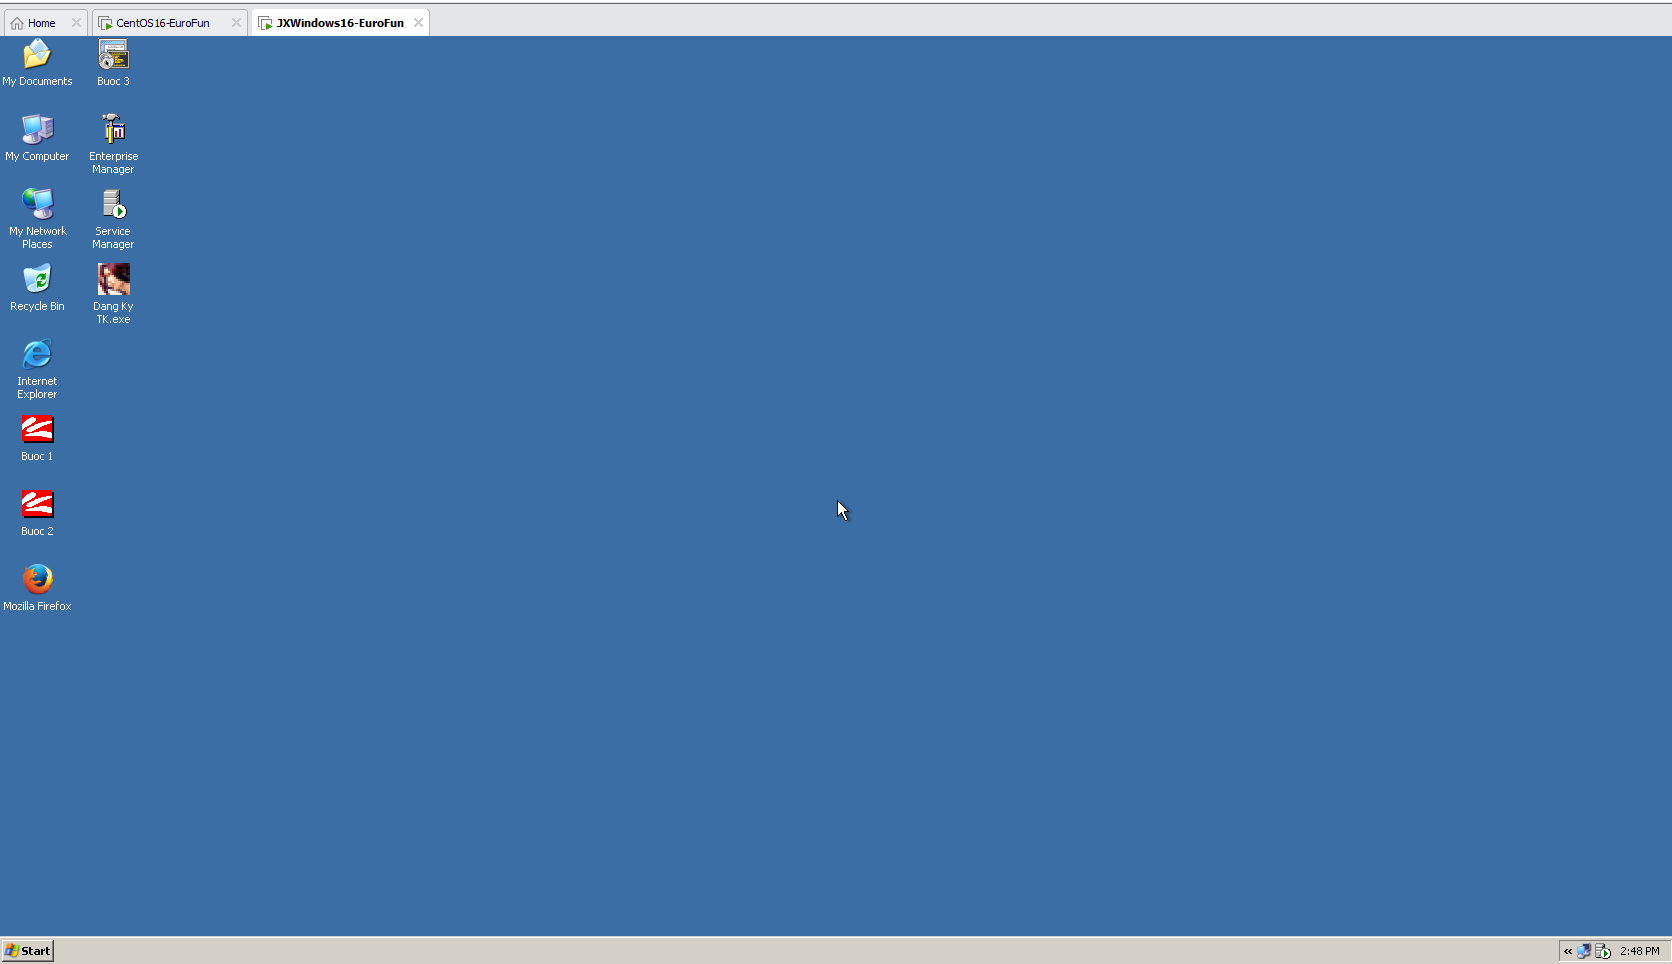 Home
CentOS16-EuroFun
JXWindows16-EuroFun
My Documents
Buoc 3
My Computer
Enterprise
Manager
My Network
Places
Service
Manager
Recycle Bin
Dang Ky
TK.exe
Internet
Explorer
Buoc 1
Buoc 2
Mozilla Firefox
Start
2:48 PM